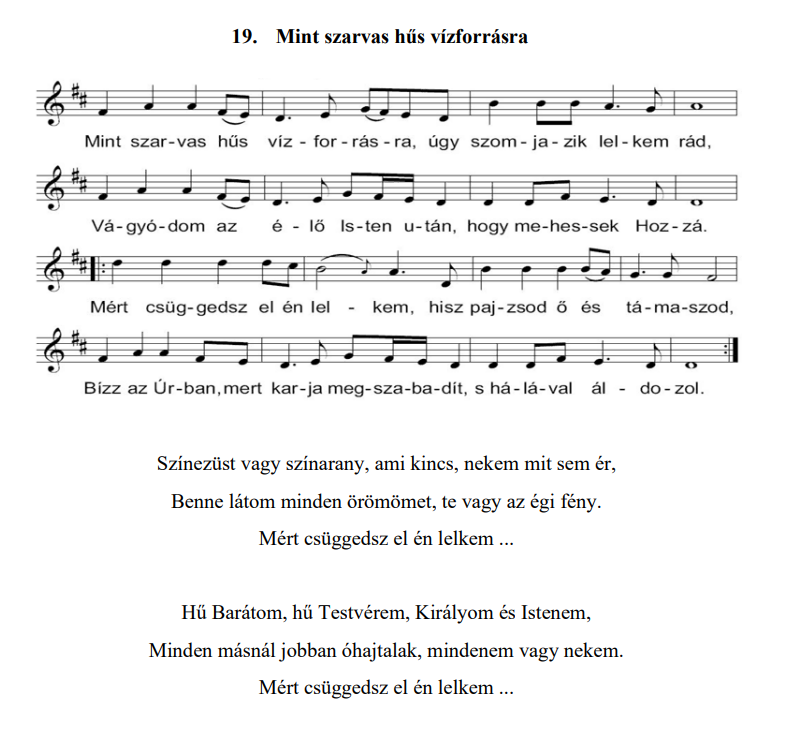 19. Mint szarvas hűs vízforrásra
Mint szar-vas hűs víz-for-rás-ra, úgy szom-ja-zik lel-kem rád,
Vá-gyó-dom az é-lő Is-ten u-tán, hogy me-hes-sek Hoz-zá.
Mért csüg-gedsz el én lel-kem, hisz paj-zsod ő és tá-ma-szod,
Bízz az Úr-ban, mert kar-ja meg-sza-ba-dít, s há-lá-val ál-do-zol.
Színezüst vagy színarany, ami kincs, nekem mit sem ér,
Benne látom minden örömömet, te vagy az égi fény.
Mért csüggedsz el én lelkem ...
Hű Barátom, hű Testvérem, Királyom és Istenem,
Minden másnál jobban óhajtalak, mindenem vagy nekem.
Mért csüggedsz el én lelkem ...